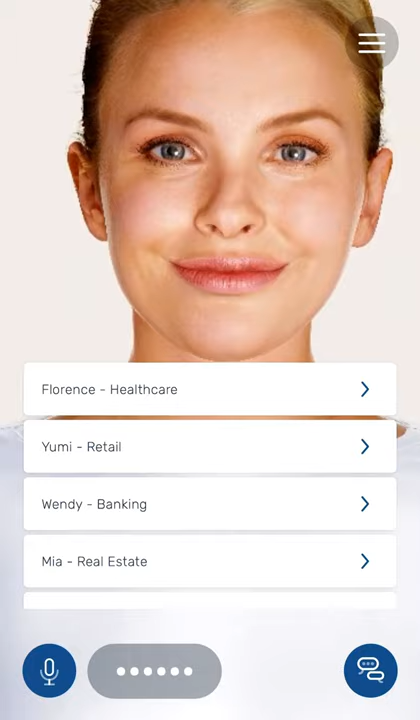 Florence - Healthcare
Yumi - Retail
Wendy - Banking
Mia - Real Estate